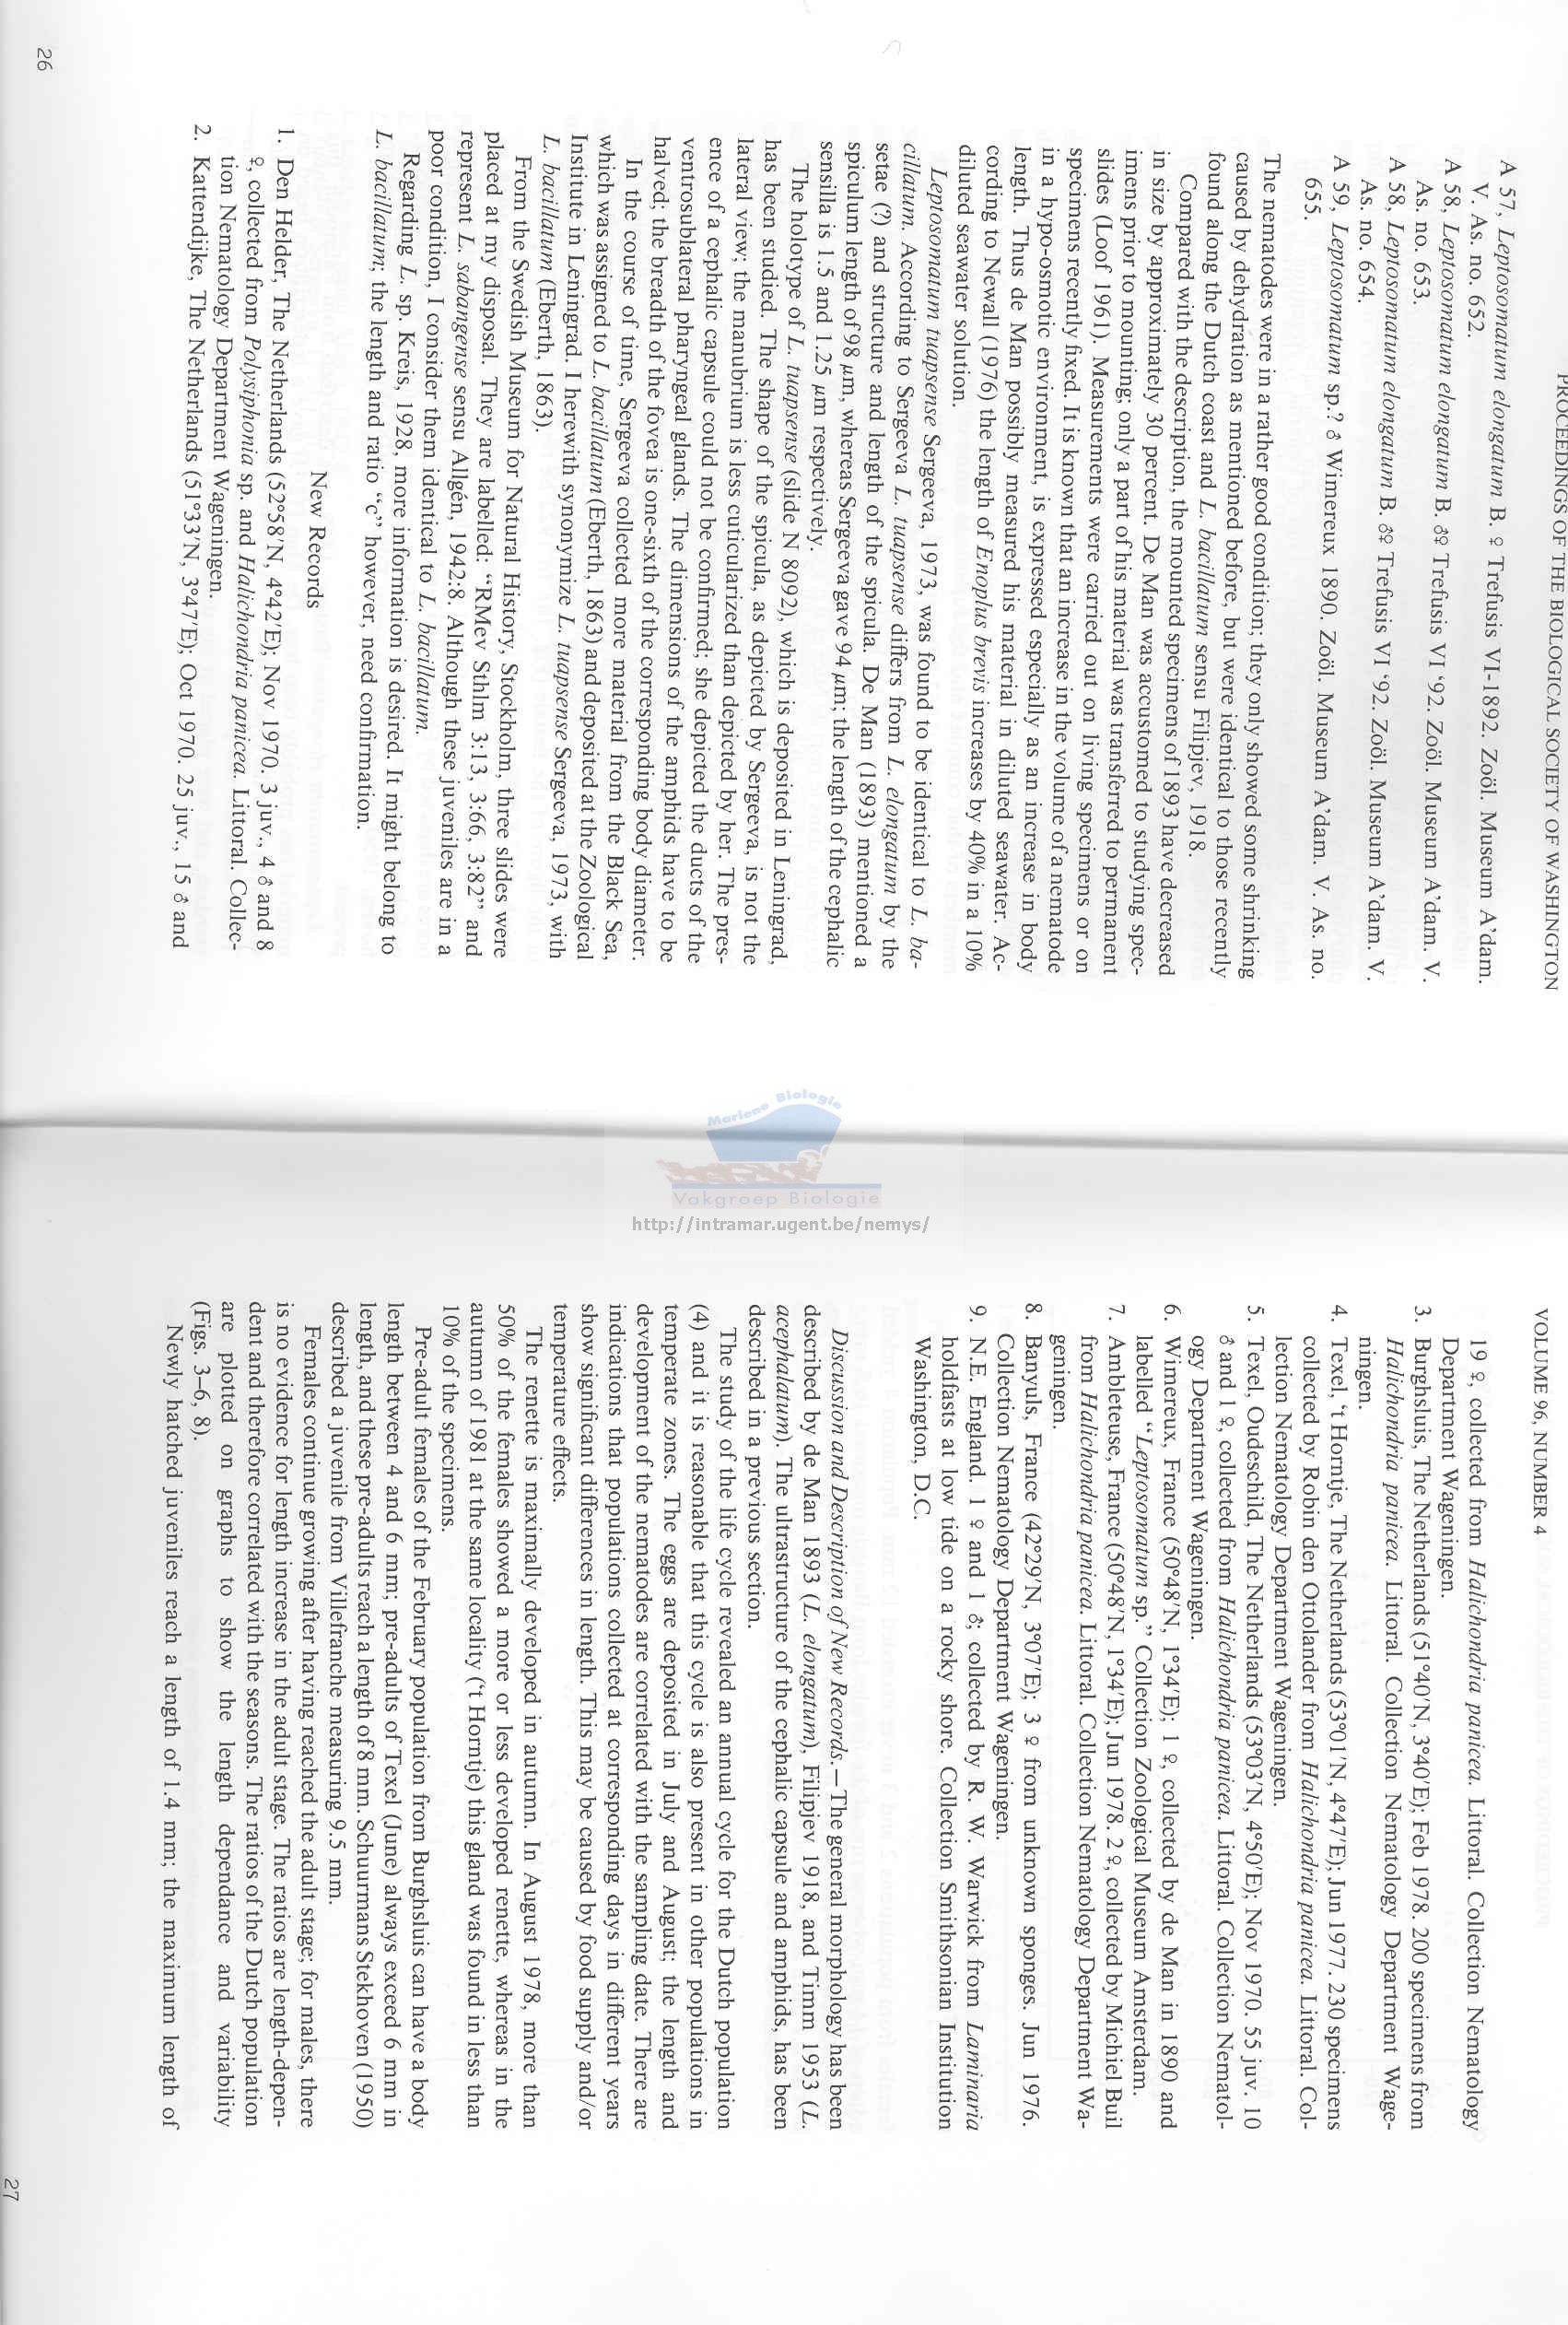 PROCEEDINGS OF THE BIOLOGICAL SOCIETY OF WASHINGTON
A 57, Leptosomatum elongatum B. ♀ Trefusis VI-1892. Zoöl. Museum A'dam.
V. As. no. 652.
A 58, Leptosomatum elongatum B. ♂♀ Trefusis VI '92. Zoöl. Museum A'dam. V.
As. no. 653.
A 58, Leptosomatum elongatum B. ♂♀ Trefusis VI '92. Zoöl. Museum A'dam. V.
As. no. 654.
A 59, Leptosomatum sp.? ♂ Wimereux 1890. Zoöl. Museum A'dam. V. As. no.
655.
The nematodes were in a rather good condition; they only showed some shrinking
caused by dehydration as mentioned before, but were identical to those recently
found along the Dutch coast and L. bacillatum sensu Filipjev, 1918.
Compared with the description, the mounted specimens of 1893 have decreased
in size by approximately 30 percent. De Man was accustomed to studying spec-
imens prior to mounting; only a part of his material was transferred to permanent
slides (Loof 1961). Measurements were carried out on living specimens or on
specimens recently fixed. It is known that an increase in the volume of a nematode
in a hypo-osmotic environment, is expressed especially as an increase in body
length. Thus de Man possibly measured his material in diluted seawater. Ac-
cording to Newall (1976) the length of Enoplus brevis increases by 40% in a 10%
diluted seawater solution.
Leptosomatum tuapsense Sergeeva, 1973, was found to be identical to L. ba-
cillatum. According to Sergeeva L. tuapsense differs from L. elongatum by the
setae (?) and structure and length of the spicula. De Man (1893) mentioned a
spiculum length of 98 μm, whereas Sergeeva gave 94 μm; the length of the cephalic
sensilla is 1.5 and 1.25 μm respectively.
The holotype of L. tuapsense (slide N 8092), which is deposited in Leningrad,
has been studied. The shape of the spicula, as depicted by Sergeeva, is not the
lateral view; the manubrium is less cuticularized than depicted by her. The pres-
ence of a cephalic capsule could not be confirmed; she depicted the ducts of the
ventrosublateral pharyngeal glands. The dimensions of the amphids have to be
halved; the breadth of the fovea is one-sixth of the corresponding body diameter.
In the course of time, Sergeeva collected more material from the Black Sea,
which was assigned to L. bacillatum (Eberth, 1863) and deposited at the Zoological
Institute in Leningrad. I herewith synonymize L. tuapsense Sergeeva, 1973, with
L. bacillatum (Eberth, 1863).
From the Swedish Museum for Natural History, Stockholm, three slides were
placed at my disposal. They are labelled: "RMev Sthlm 3:13, 3:66, 3:82" and
represent L. sabangense sensu Allgén, 1942:8. Although these juveniles are in a
poor condition, I consider them identical to L. bacillatum.
Regarding L. sp. Kreis, 1928, more information is desired. It might belong to
L. bacillatum; the length and ratio "c" however, need confirmation.
New Records
1. Den Helder, The Netherlands (52°58'N, 4°42'E); Nov 1970. 3 juv., 4 ♂ and 8
♀, collected from Polysiphonia sp. and Halichondria panicea. Littoral. Collec-
tion Nematology Department Wageningen.
2. Kattendijke, The Netherlands (51°33'N, 3°47'E); Oct 1970. 25 juv., 15 ♂ and
26
Mariene Biologie
Vakgroep Biologie
http://intramar.ugent.be/nemys/
VOLUME 96, NUMBER 4
19 ♀, collected from Halichondria panicea. Littoral. Collection Nematology
Department Wageningen.
3. Burghsluis, The Netherlands (51°40'N, 3°40'E); Feb 1978. 200 specimens from
Halichondria panicea. Littoral. Collection Nematology Department Wage-
ningen.
4. Texel, 't Horntje, The Netherlands (53°01'N, 4°47'E); Jun 1977. 230 specimens
collected by Robin den Ottolander from Halichondria panicea. Littoral. Col-
lection Nematology Department Wageningen.
5. Texel, Oudeschild, The Netherlands (53°03'N, 4°50'E); Nov 1970. 55 juv. 10
♂ and 1 ♀, collected from Halichondria panicea. Littoral. Collection Nematol-
ogy Department Wageningen.
6. Wimereux, France (50°48'N, 1°34'E); 1 ♀, collected by de Man in 1890 and
labelled "Leptosomatum sp." Collection Zoological Museum Amsterdam.
7. Ambleteuse, France (50°48'N, 1°34'E); Jun 1978. 2 ♀, collected by Michiel Buil
from Halichondria panicea. Littoral. Collection Nematology Department Wa-
geningen.
8. Banyuls, France (42°29'N, 3°07'E); 3 ♀ from unknown sponges. Jun 1976.
Collection Nematology Department Wageningen.
9. N.E. England. 1 ♀ and 1 ♂; collected by R. W. Warwick from Laminaria
holdfasts at low tide on a rocky shore. Collection Smithsonian Institution
Washington, D.C.
Discussion and Description of New Records.—The general morphology has been
described by de Man 1893 (L. elongatum), Filipjev 1918, and Timm 1953 (L.
acephalatum). The ultrastructure of the cephalic capsule and amphids, has been
described in a previous section.
The study of the life cycle revealed an annual cycle for the Dutch population
(4) and it is reasonable that this cycle is also present in other populations in
temperate zones. The eggs are deposited in July and August; the length and
development of the nematodes are correlated with the sampling date. There are
indications that populations collected at corresponding days in different years
show significant differences in length. This may be caused by food supply and/or
temperature effects.
The renette is maximally developed in autumn. In August 1978, more than
50% of the females showed a more or less developed renette, whereas in the
autumn of 1981 at the same locality ('t Horntje) this gland was found in less than
10% of the specimens.
Pre-adult females of the February population from Burghsluis can have a body
length between 4 and 6 mm; pre-adults of Texel (June) always exceed 6 mm in
length, and these pre-adults reach a length of 8 mm. Schuurmans Stekhoven (1950)
described a juvenile from Villefranche measuring 9.5 mm.
Females continue growing after having reached the adult stage; for males, there
is no evidence for length increase in the adult stage. The ratios are length-depen-
dent and therefore correlated with the seasons. The ratios of the Dutch population
are plotted on graphs to show the length dependance and variability
(Figs. 3–6, 8).
Newly hatched juveniles reach a length of 1.4 mm; the maximum length of
27